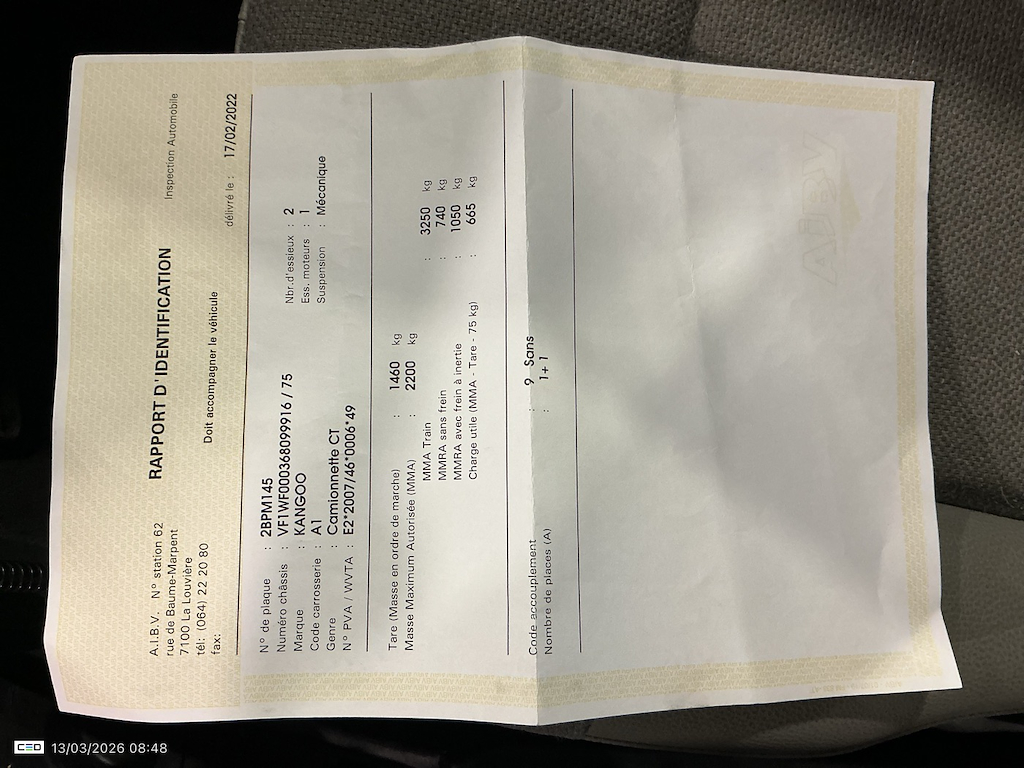 A.I.B.V. N° station 62
rue de Baume-Marpent
7100 La Louvière
tél: (064) 22 20 80
fax:
RAPPORT D'IDENTIFICATION
Inspection Automobile
Doit accompagner le véhicule
délivré le : 17/02/2022
N° de plaque : 2BPM145
Numéro châssis : VF1WF000368099916 / 75
Marque : KANGOO
Nbr.d'essieux : 2
Code carrosserie : A1
Ess. moteurs : 1
Genre : Camionnette CT
Suspension : Mécanique
N° PVA / WVTA : E2*2007/46*0006*49
Tare (Masse en ordre de marche) : 1460 kg
Masse Maximum Autorisée (MMA) : 2200 kg
MMA Train : 3250 kg
MMRA sans frein 740 kg
MMRA avec frein à inertie 1050 kg
Charge utile (MMA - Tare - 75 kg) : 665 kg
Code accouplement : 9 Sans
Nombre de places (A) : 1+1
AIBV
CEO 13/03/2026 08:48